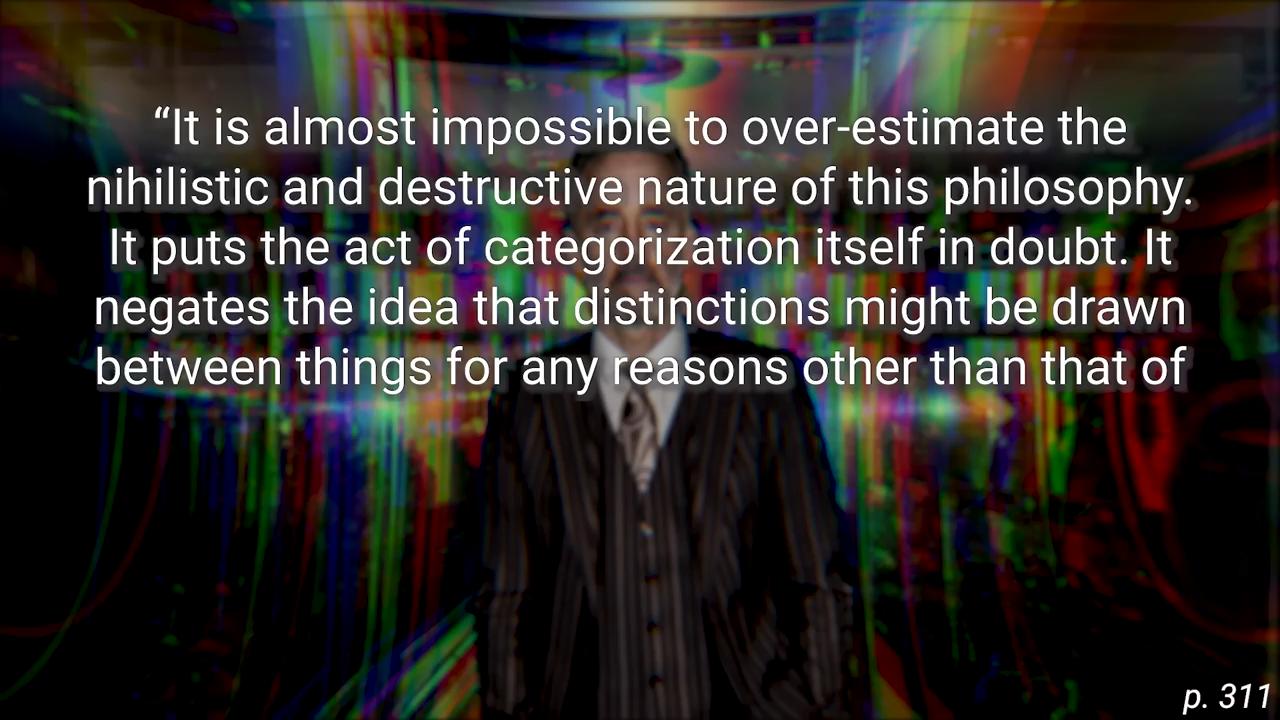 “It is almost impossible to over-estimate the
nihilistic and destructive nature of this philosophy.
It puts the act of categorization itself in doubt. It
negates the idea that distinctions might be drawn
between things for any reasons other than that of
p. 311